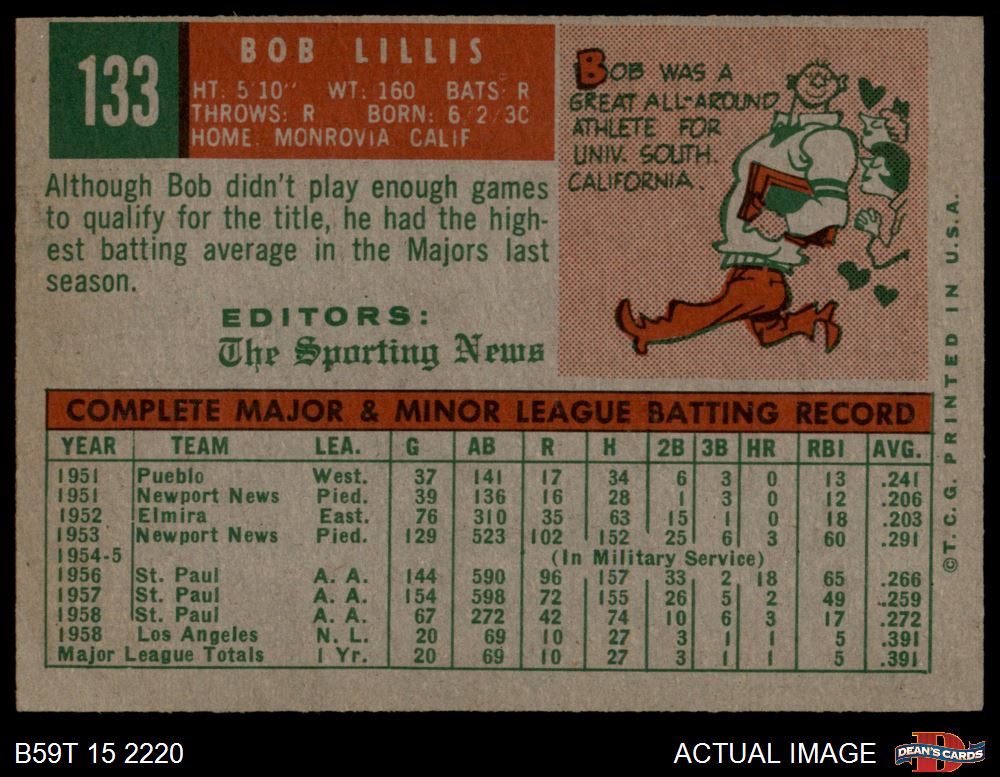 133
BOB LILLIS
HT: 5'10" WT: 160 BATS: R
THROWS: R BORN: 6/2/30
HOME: MONROVIA CALIF
Although Bob didn't play enough games
to qualify for the title, he had the high-
est batting average in the Majors last
season.
EDITORS:
The Sporting News
BOB WAS A
GREAT ALL-AROUND
ATHLETE FOR
UNIV. SOUTH.
CALIFORNIA.
COMPLETE MAJOR & MINOR LEAGUE BATTING RECORD
YEAR TEAM LEA. G AB R H 2B 3B HR RBI AVG.
1951 Pueblo West. 37 141 17 34 6 3 0 13 .241
1951 Newport News Pied. 39 136 16 28 1 3 0 12 .206
1952 Elmira East. 76 310 35 63 15 1 0 18 .203
1953 Newport News Pied. 129 523 102 152 25 6 3 60 .291
1954-5 (In Military Service)
1956 St. Paul A. A. 144 590 96 157 33 2 18 65 .266
1957 St. Paul A. A. 154 598 72 155 26 5 2 49 .259
1958 St. Paul A. A. 67 272 42 74 10 6 3 17 .272
1958 Los Angeles N. L. 20 69 10 27 3 1 1 5 .391
Major League Totals 1 Yr. 20 69 10 27 3 1 1 5 .391
©T. C. G. PRINTED IN U.S.A.
B59T 15 2220
ACTUAL IMAGE
DEAN'S CARDS